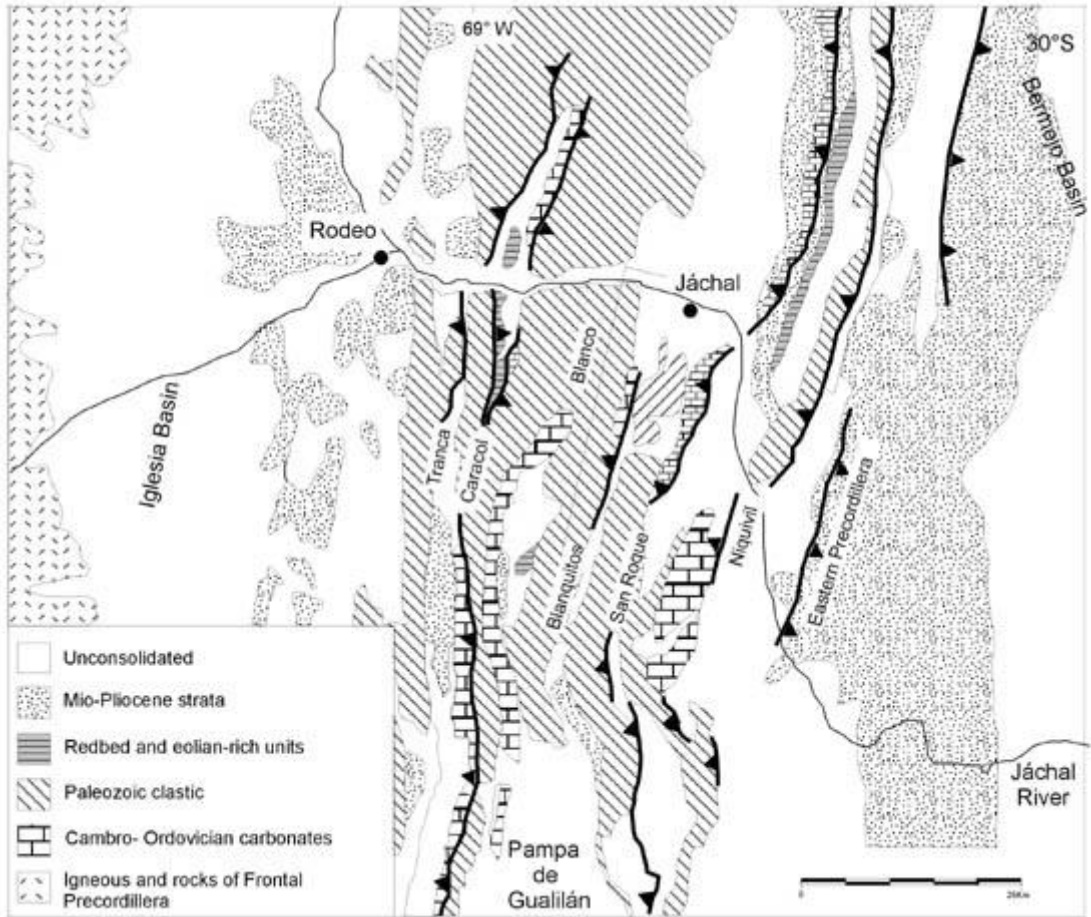 69° W
30°S
Bermejo Basin
Rodeo
Jáchal
Iglesia Basin
Blanco
Tranca
Caracol
Blanquitos
San Roque
Niquivil
Eastern Precordillera
Unconsolidated
Mio-Pliocene strata
Redbed and eolian-rich units
Paleozoic clastic
Cambro- Ordovician carbonates
Igneous and rocks of Frontal
Precordillera
Pampa
de
Gualilán
Jáchal
River
0